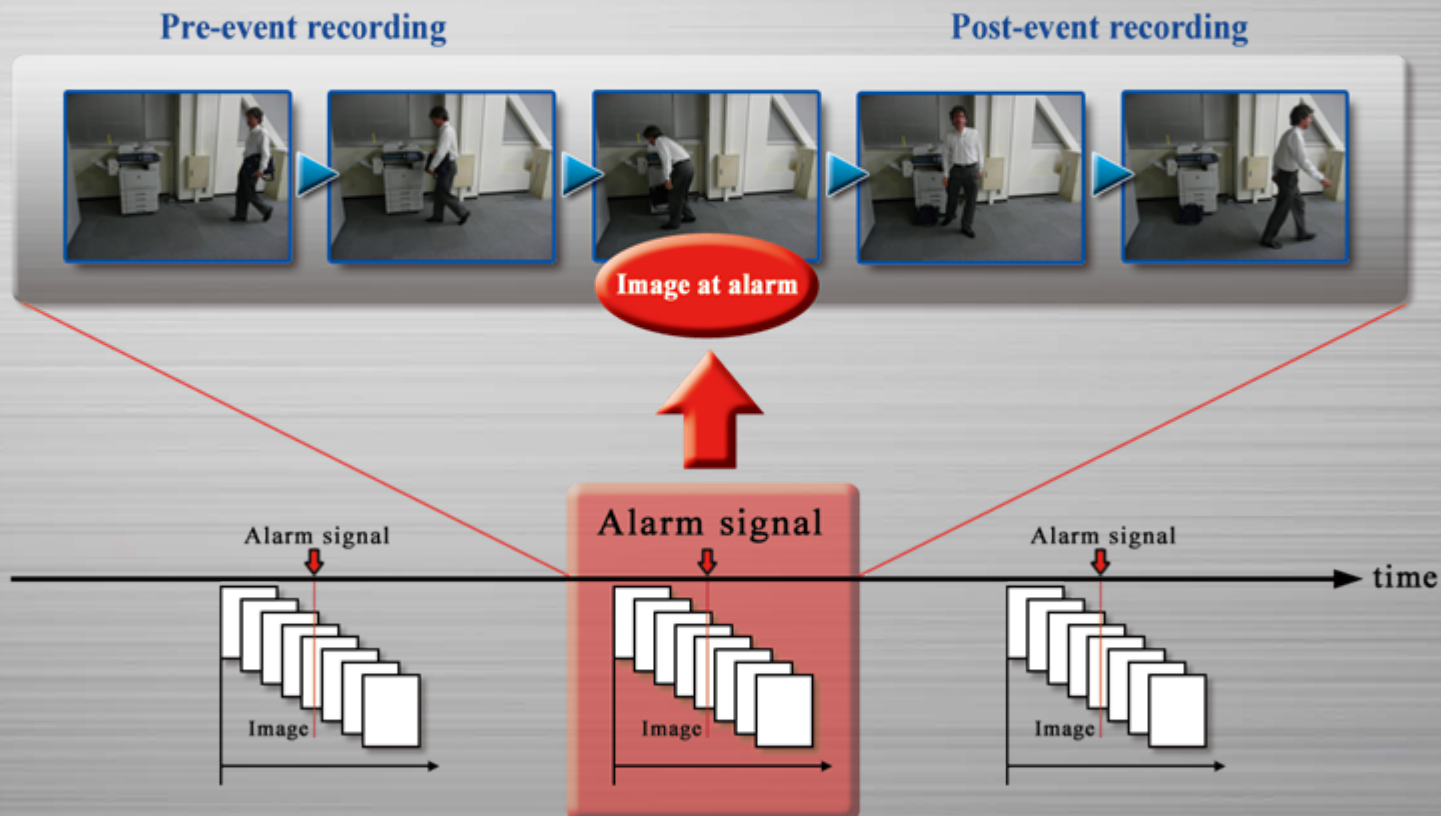 Pre-event recording
Post-event recording
Image at alarm
Alarm signal
Alarm signal
Alarm signal
time
Image
Image
Image